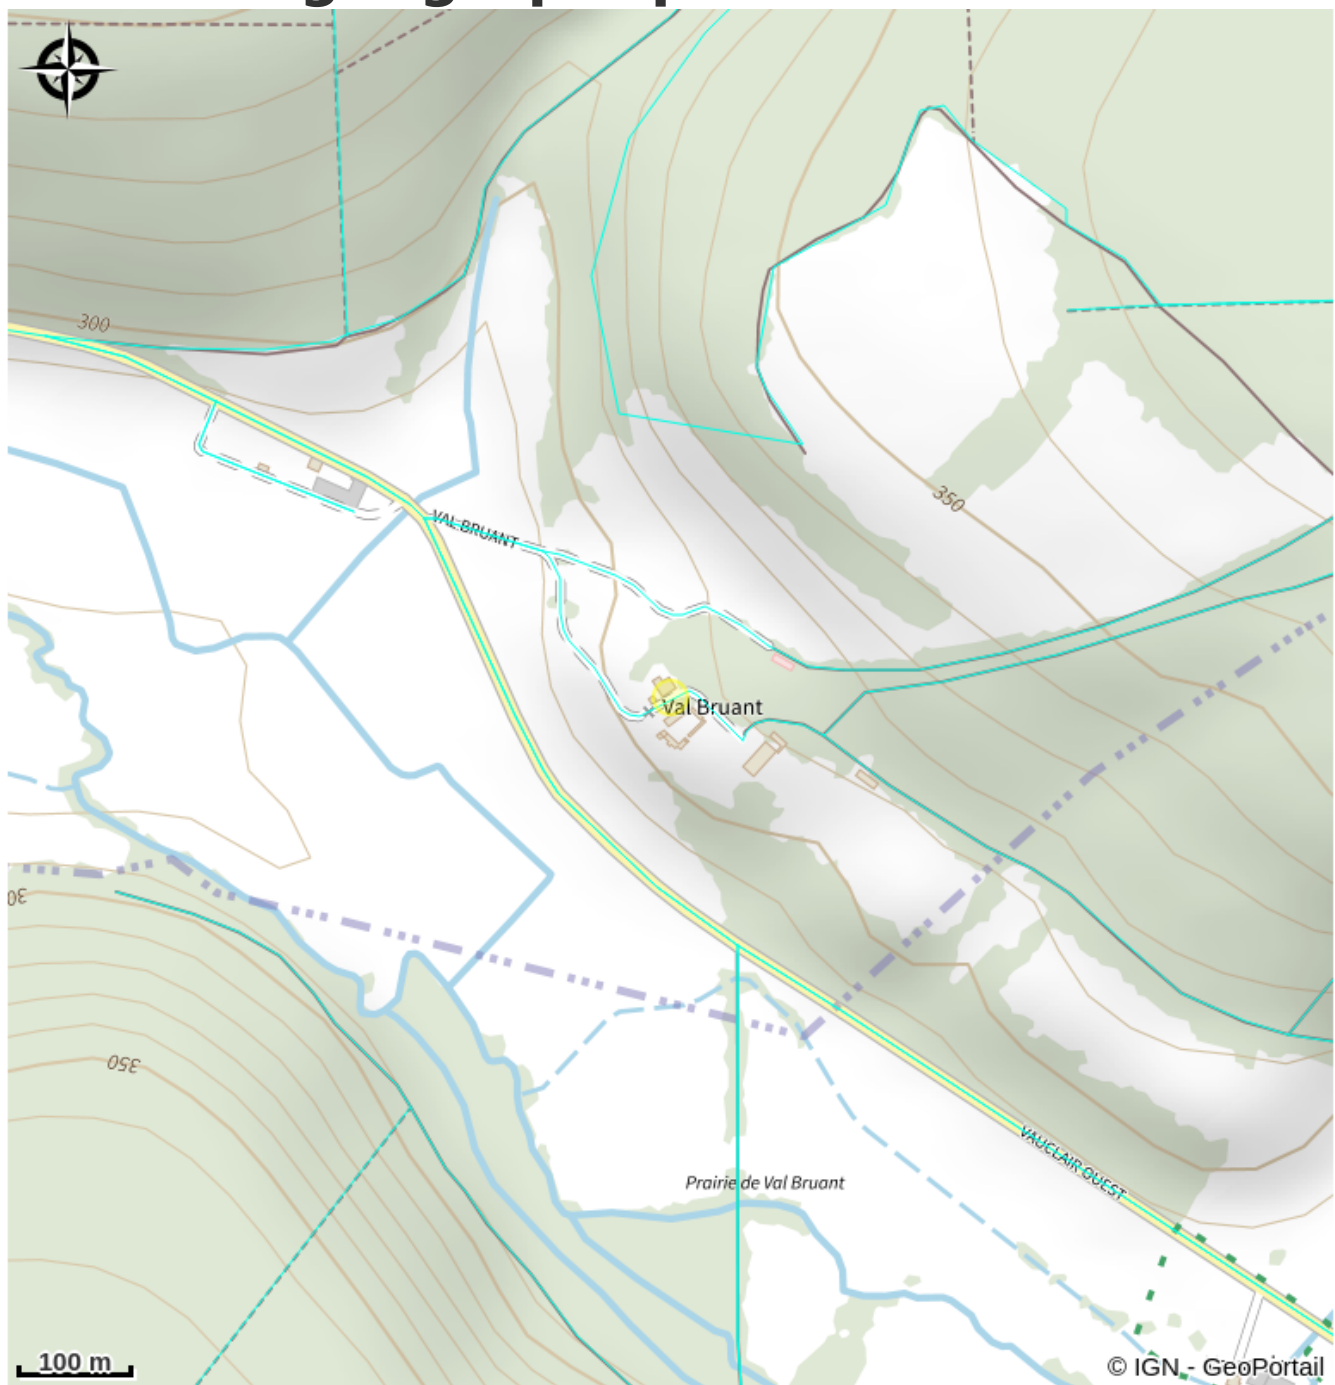 300
VAL BRUANT
350
Val Bruant
30
350
VAUCLAIR OUEST
Prairie de Val Bruant
100 m
© IGN - GeoPortail